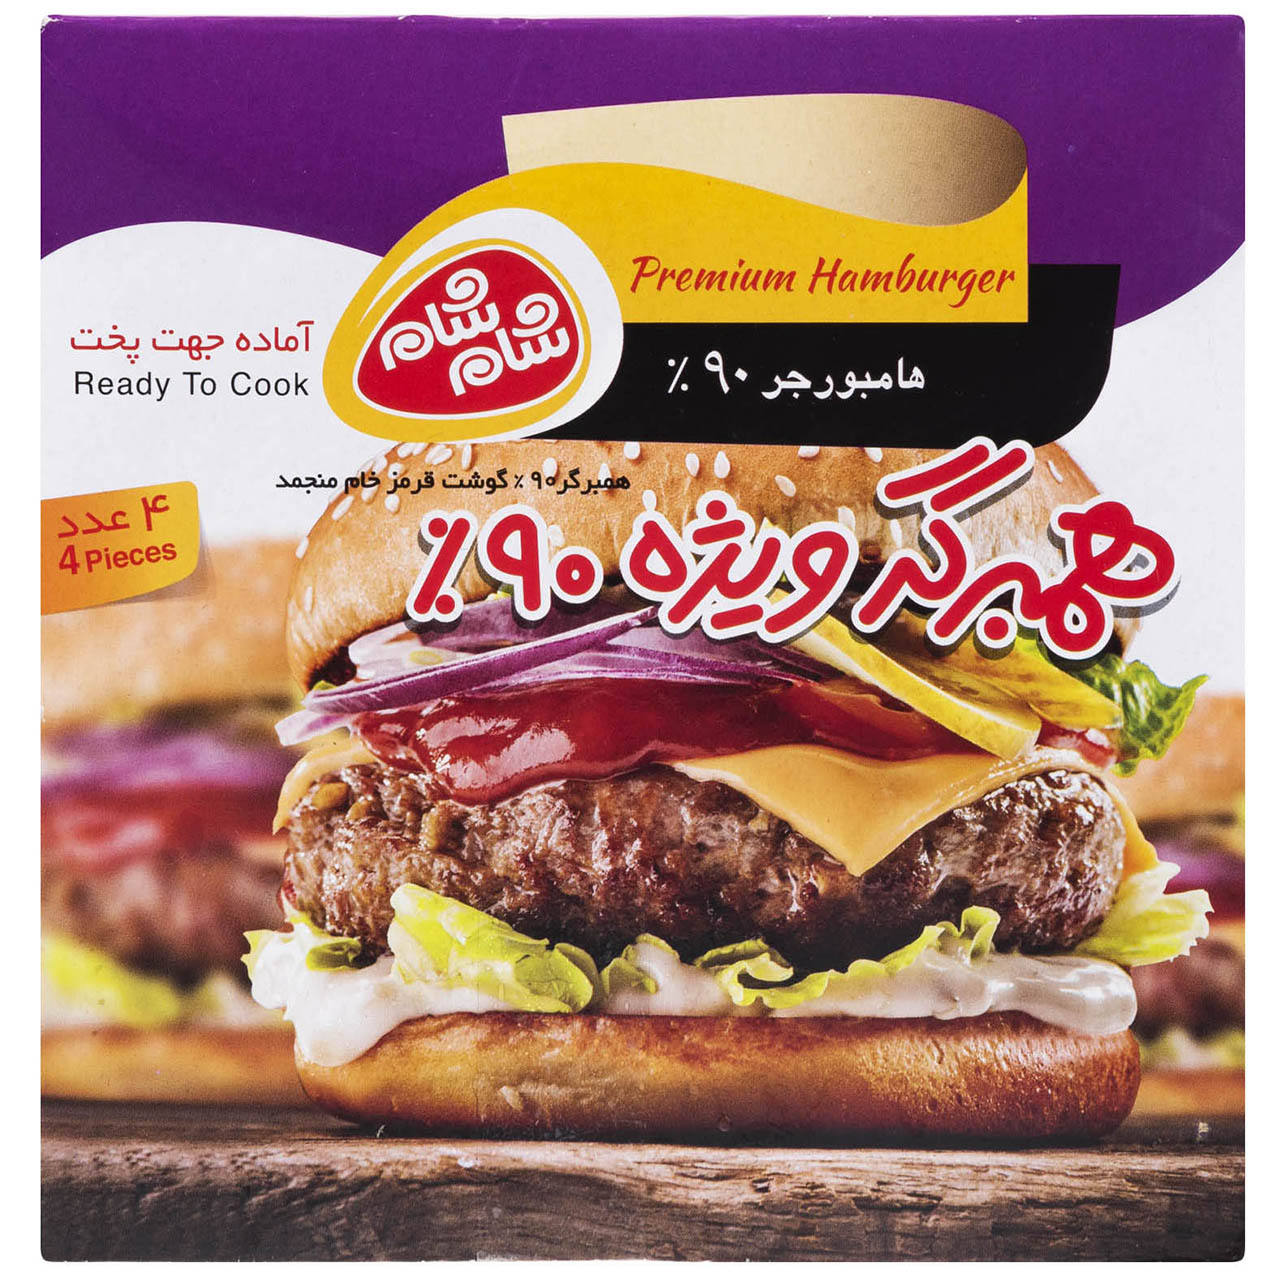 Premium Hamburger
شام شام
هامبورجر ۹۰ ٪
آماده جهت پخت
Ready To Cook
همبرگر ۹۰ ٪ گوشت قرمز خام منجمد
همبرگر ویژه ۹۰٪
۴ عدد
4 Pieces